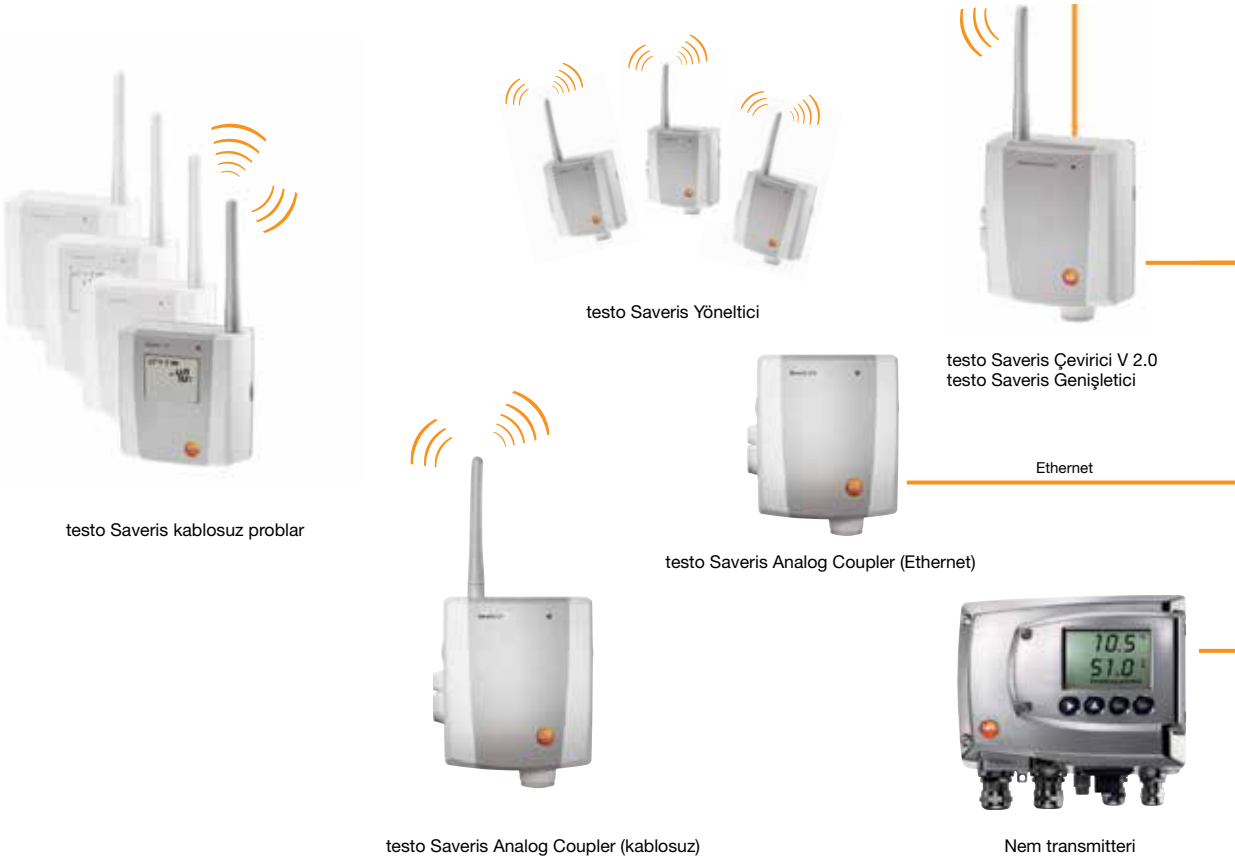 testo Saveris Yöneltici
testo Saveris Çevirici V 2.0
testo Saveris Genişletici
Ethernet
testo Saveris kablosuz problar
testo Saveris Analog Coupler (Ethernet)
10.5
51.0
testo Saveris Analog Coupler (kablosuz)
Nem transmitteri